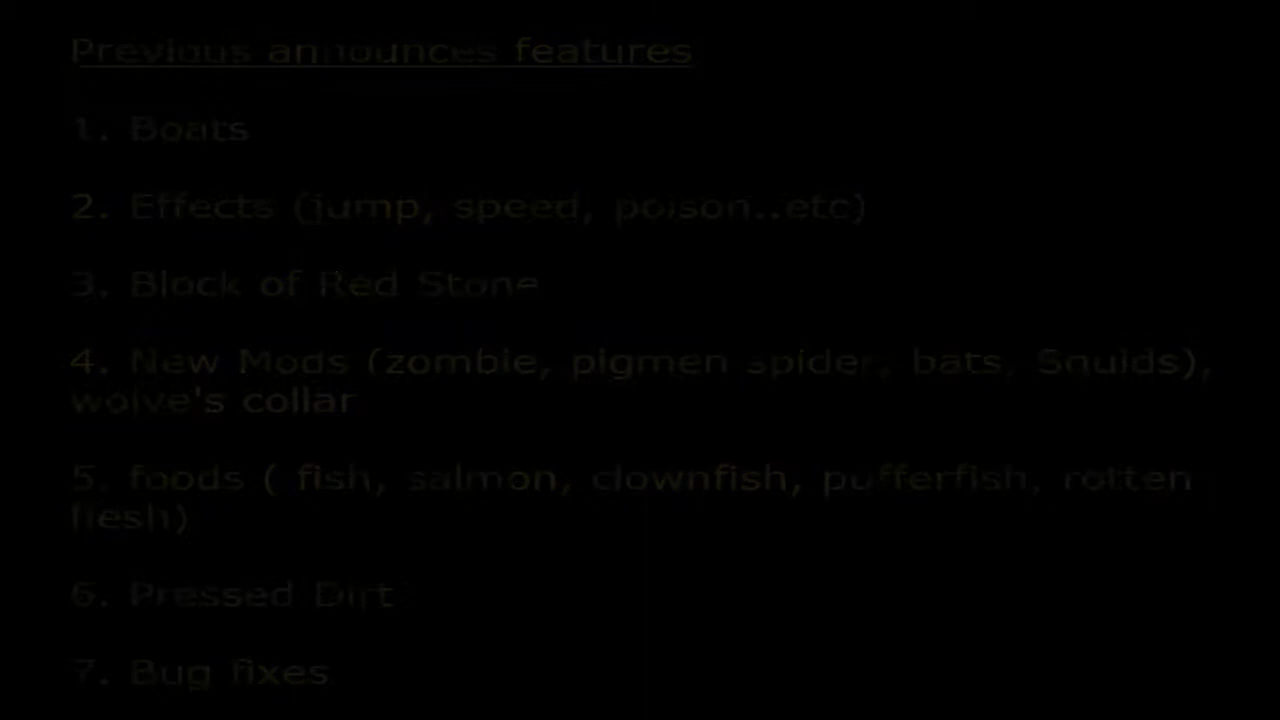 Previous announces features
1. Boats
2. Effects (jump, speed, poison..etc)
3. Block of Red Stone
4. New Mods (zombie, pigmen spider, bats, Squids),
wolve's collar
5. foods ( fish, salmon, clownfish, pufferfish, rotten
flesh)
6. Pressed Dirt
7. Bug fixes